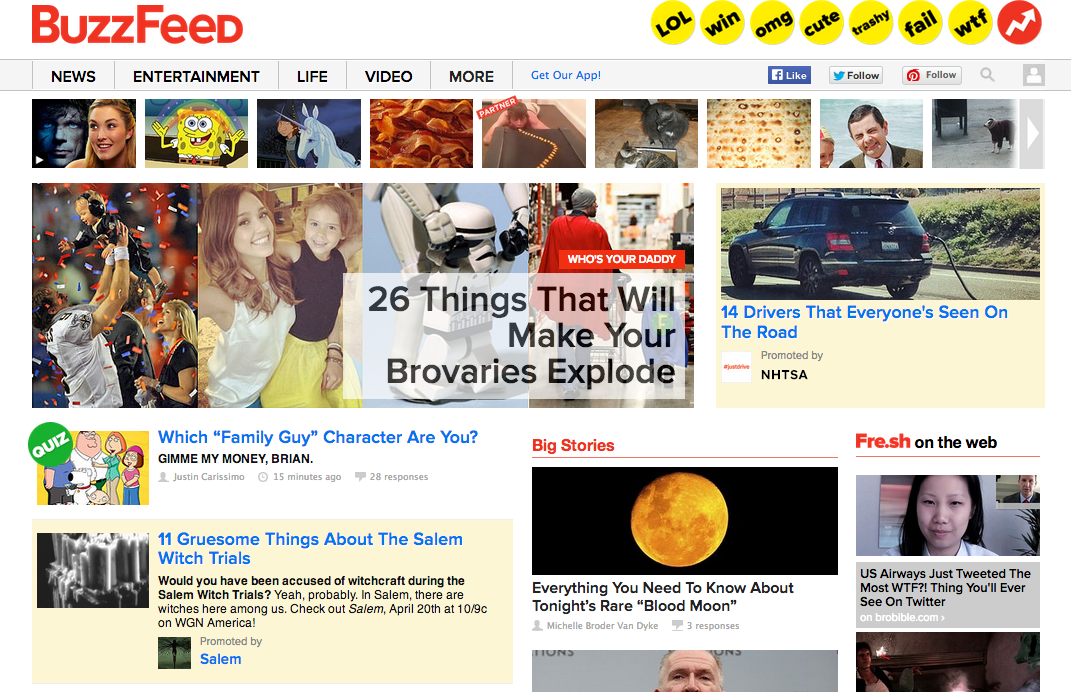 BuzzFeed
LOL
win
omg
cute
trashy
fail
wtf
NEWS
ENTERTAINMENT
LIFE
VIDEO
MORE
Get Our App!
Like
Follow
Follow
PARTNER
WHO'S YOUR DADDY
26 Things That Will
Make Your
Brovaries Explode
14 Drivers That Everyone's Seen On
The Road
#justdrive
Promoted by
NHTSA
QUIZ
Which “Family Guy” Character Are You?
GIMME MY MONEY, BRIAN.
Justin Carissimo
15 minutes ago
28 responses
11 Gruesome Things About The Salem
Witch Trials
Would you have been accused of witchcraft during the
Salem Witch Trials? Yeah, probably. In Salem, there are
witches here among us. Check out Salem, April 20th at 10/9c
on WGN America!
Promoted by
Salem
Big Stories
Everything You Need To Know About
Tonight's Rare “Blood Moon”
Michelle Broder Van Dyke
3 responses
Fre.sh on the web
US Airways Just Tweeted The
Most WTF?! Thing You'll Ever
See On Twitter
on brobible.com ›